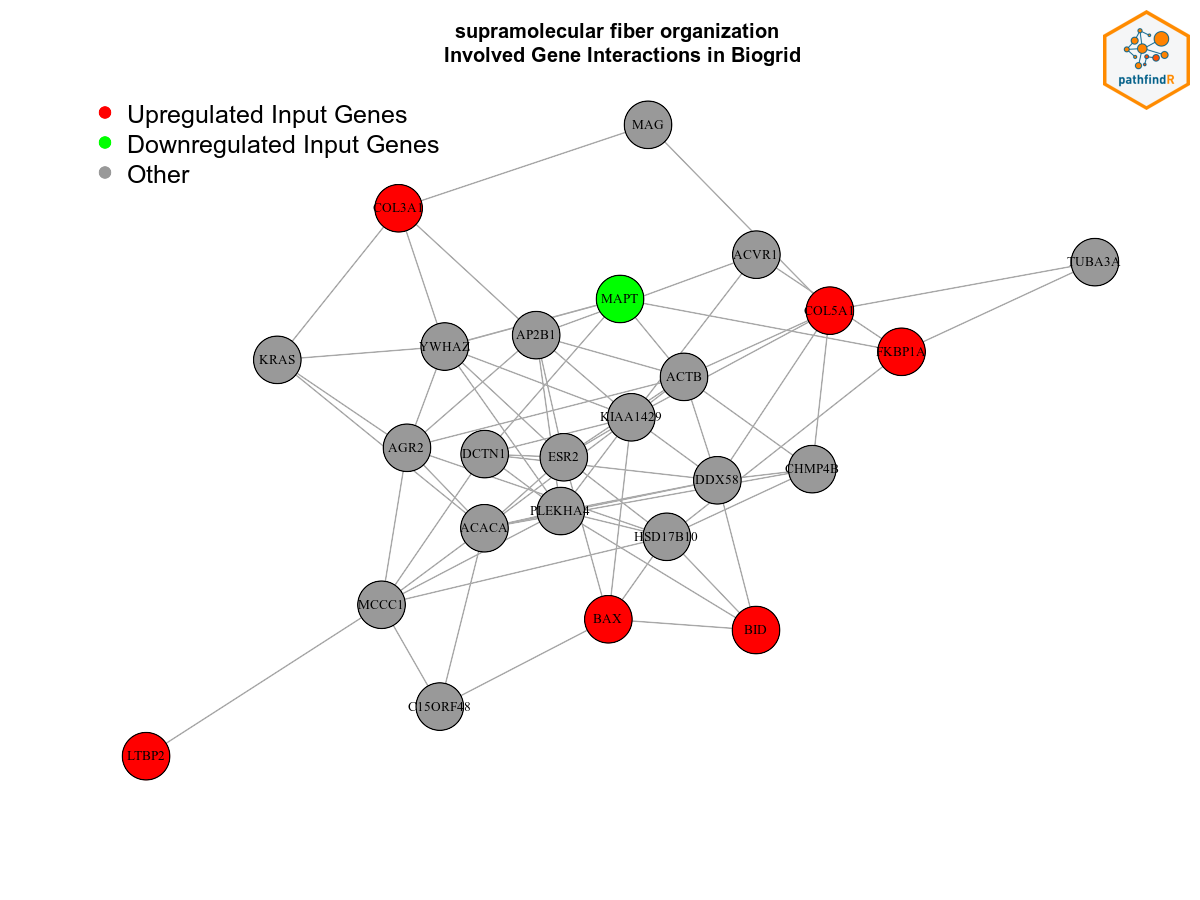 supramolecular fiber organization
Involved Gene Interactions in Biogrid
pathfindR
Upregulated Input Genes
Downregulated Input Genes
Other
MAG
COL3A1
ACVR1
TUBA3A
MAPT
COL5A1
AP2B1
YWHAZ
FKBP1A
KRAS
ACTB
KIAA1429
AGR2
DCTN1
ESR2
CHMP4B
DDX58
PLEKHA4
ACACA
HSD17B10
MCCC1
BAX
BID
C15ORF48
LTBP2